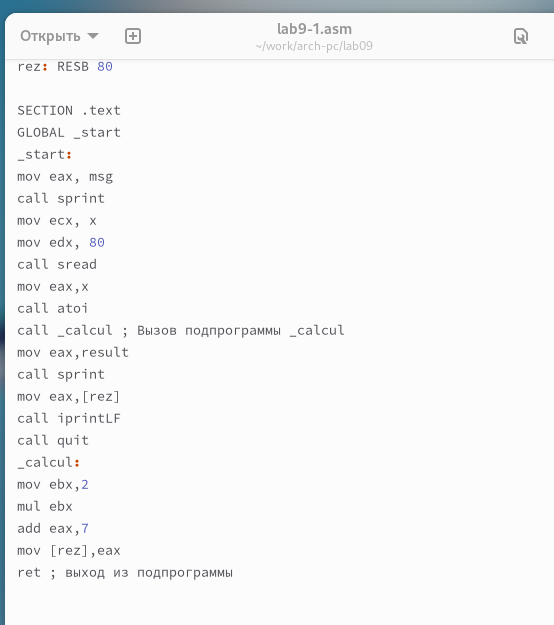 Открыть
lab9-1.asm
~/work/arch-pc/lab09
rez: RESB 80
SECTION .text
GLOBAL _start
_start:
mov eax, msg
call sprint
mov ecx, x
mov edx, 80
call sread
mov eax,x
call atoi
call _calcul ; Вызов подпрограммы _calcul
mov eax,result
call sprint
mov eax,[rez]
call iprintLF
call quit
_calcul:
mov ebx,2
mul ebx
add eax,7
mov [rez],eax
ret ; выход из подпрограммы